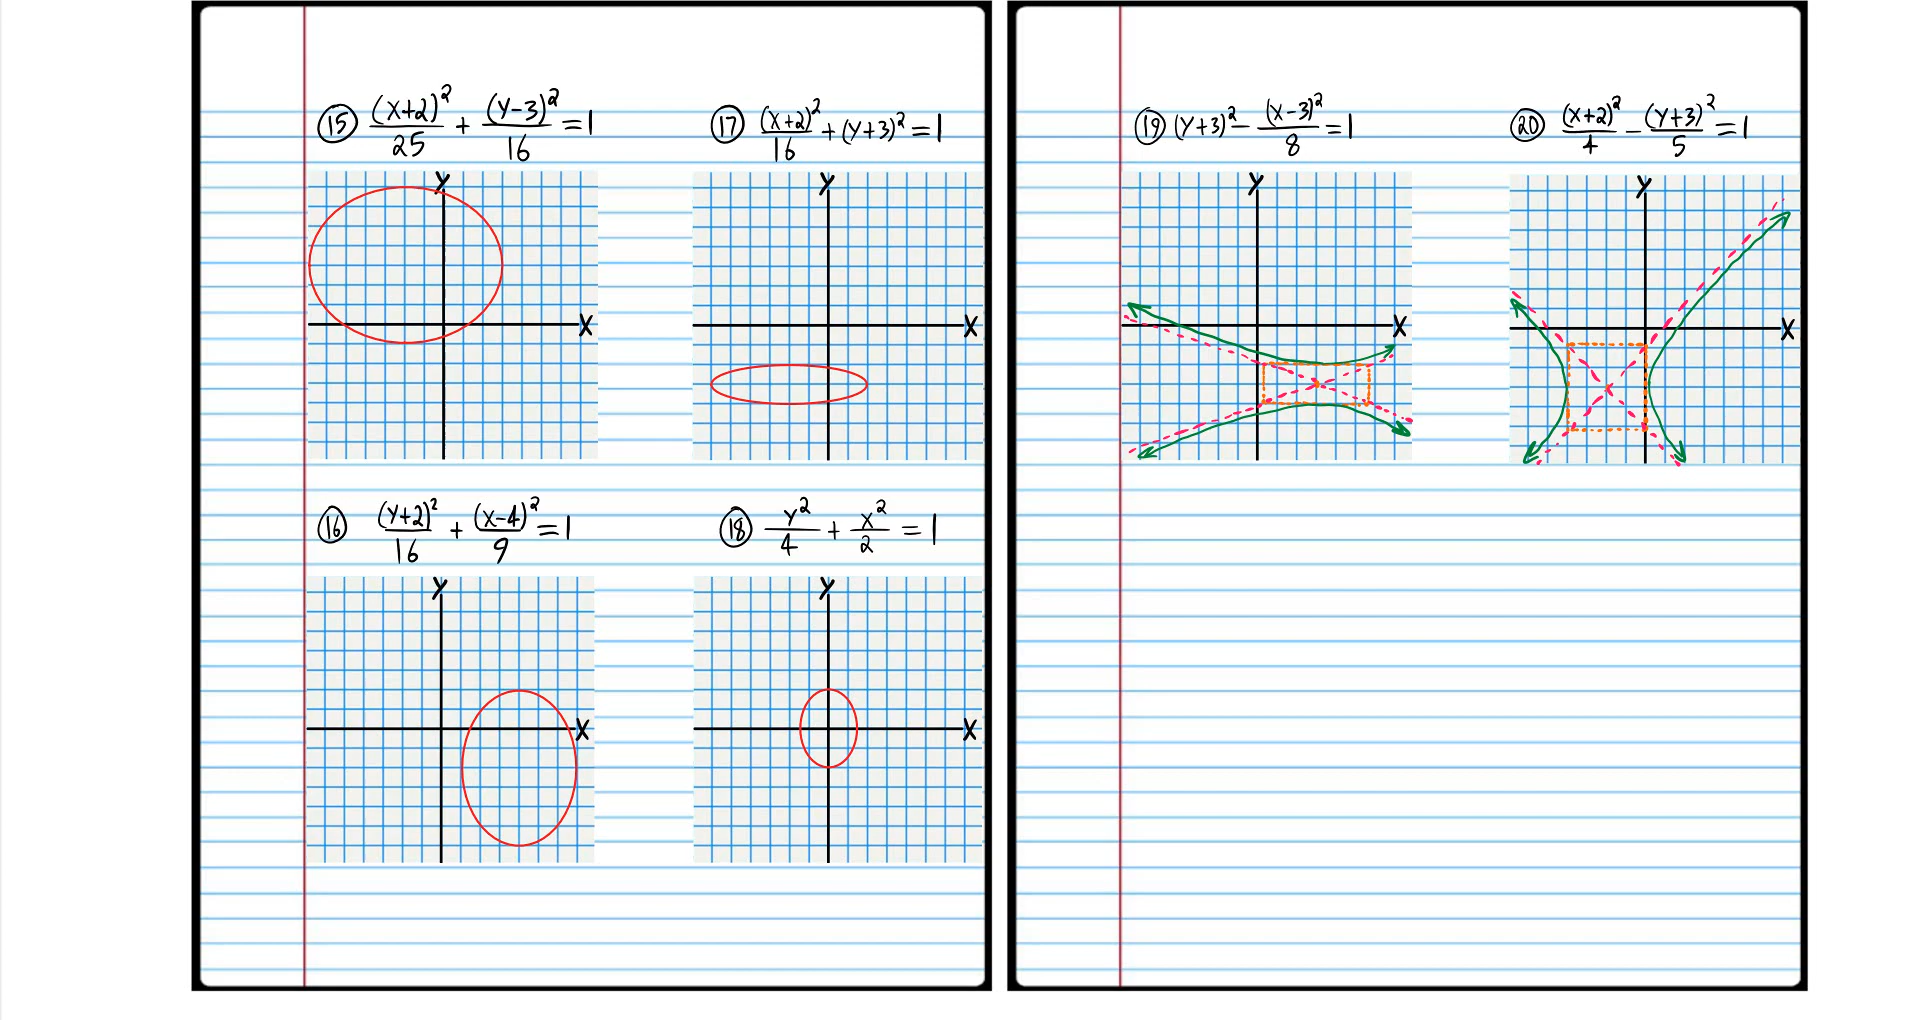 ⑮ (x+2)²/25 + (y-3)²/16 = 1
Y
X
⑯ (y+2)²/16 + (x-4)²/9 = 1
Y
X
⑰ (x+2)²/16 + (y+3)² = 1
Y
X
⑱ y²/4 + x²/2 = 1
Y
X
⑲ (y+3)² - (x-3)²/8 = 1
Y
X
⑳ (x+2)²/4 - (y+3)²/5 = 1
Y
X